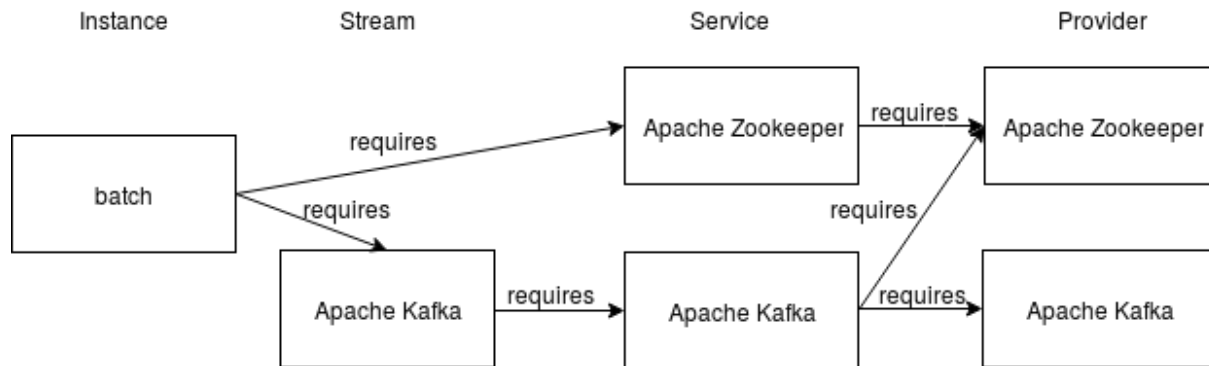 Instance
Stream
Service
Provider
Apache Zookeeper
requires
Apache Zookeeper
requires
batch
requires
requires
Apache Kafka
requires
Apache Kafka
requires
Apache Kafka